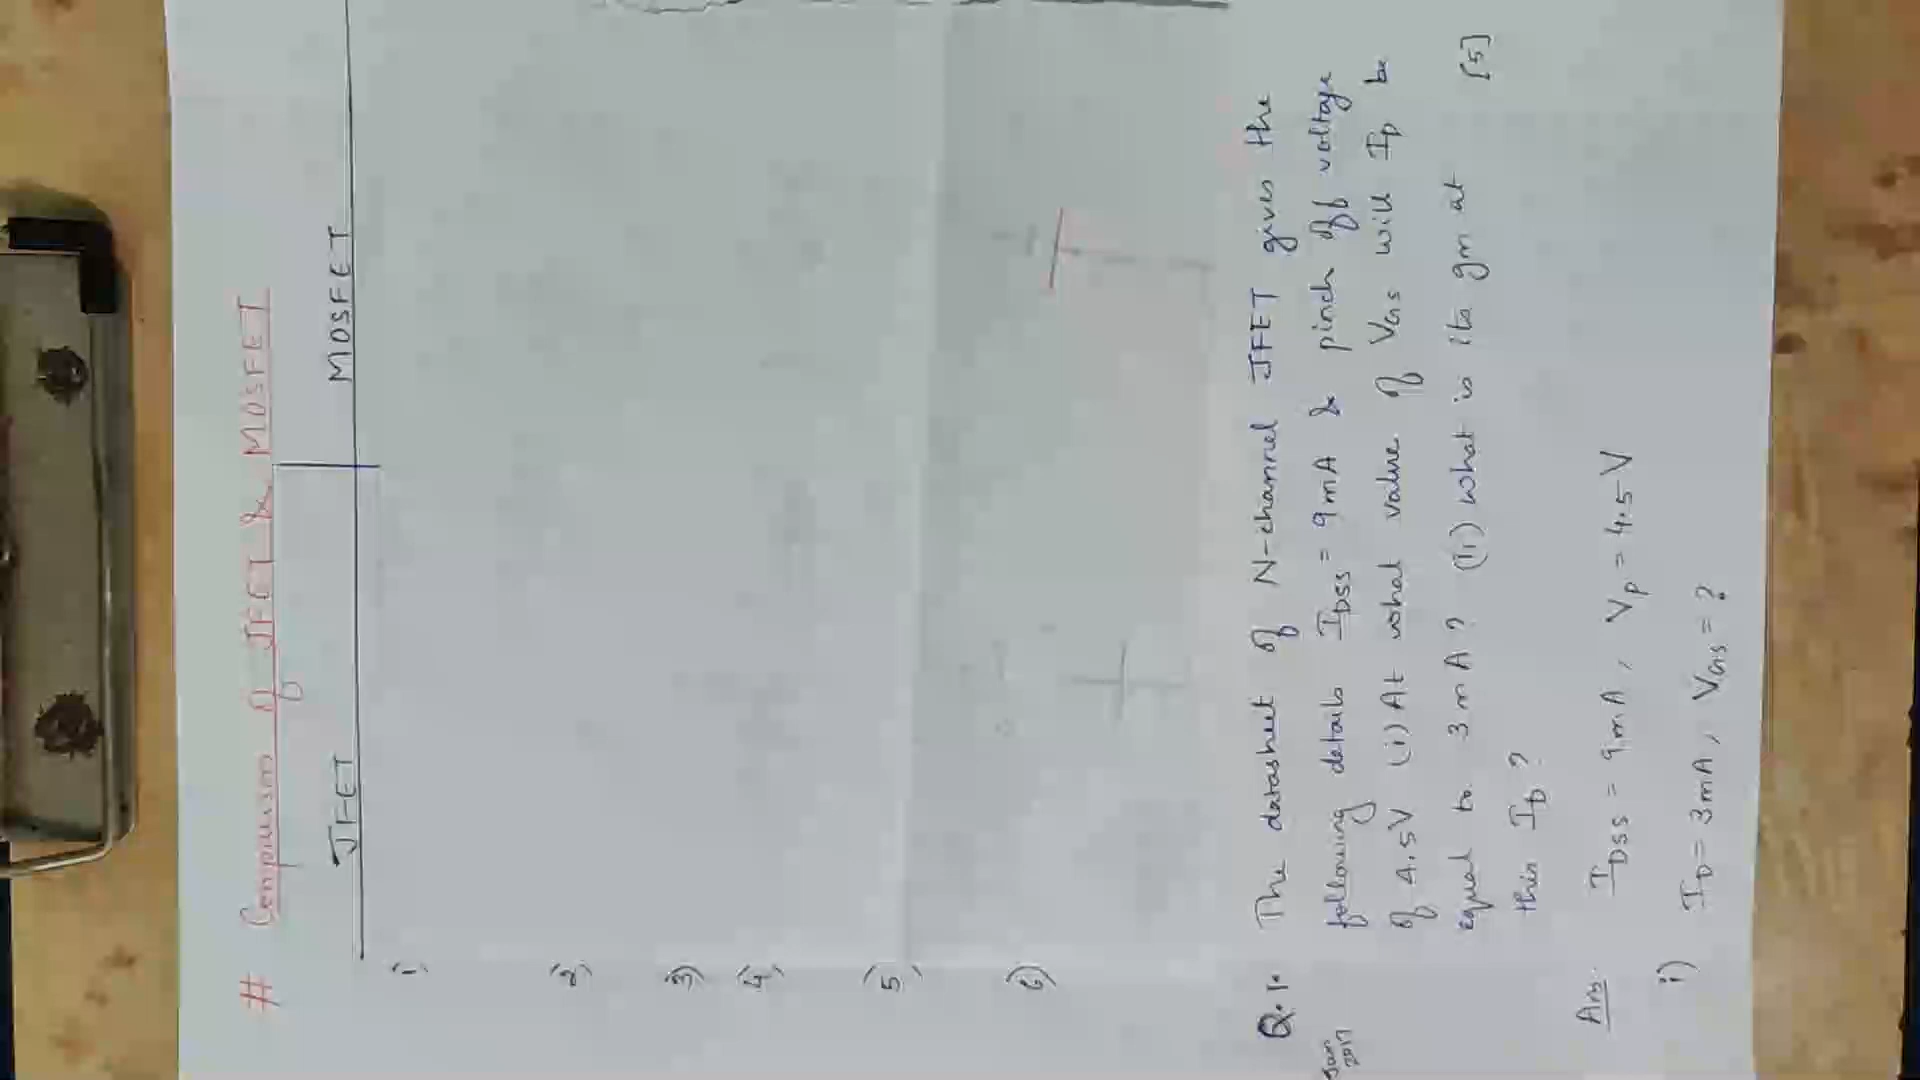 # Comparison of JFET & MOSFET
JFET MOSFET
1)
2)
3)
4)
5)
6)
Q.1. The datasheet of N-channel JFET gives the
Jan 2017 following details IDSS = 9mA & pinch off voltage
of 4.5V (i) At what value of VGS will ID be
equal to 3mA? (ii) what is its gm at [5]
this ID?
Ans. IDSS = 9mA, VP = 4.5V
i) ID = 3mA, VGS = ?